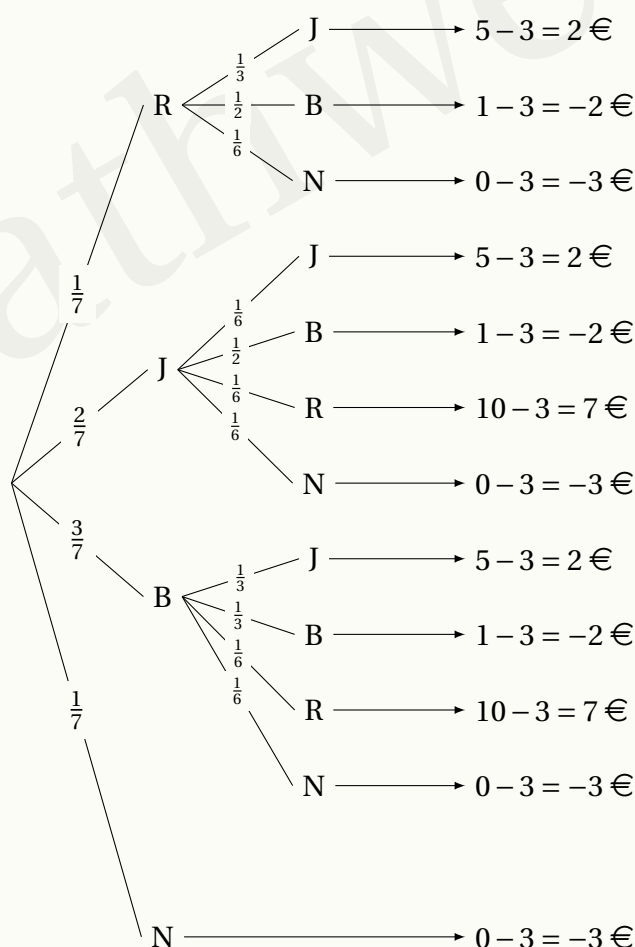 J 5 − 3 = 2 €
1/3
R 1/2 B 1 − 3 = −2 €
1/6
N 0 − 3 = −3 €
J 5 − 3 = 2 €
1/7
1/6
B 1 − 3 = −2 €
1/2
J
1/6
R 10 − 3 = 7 €
2/7 1/6
N 0 − 3 = −3 €
3/7
J 5 − 3 = 2 €
1/3
B
1/3
B 1 − 3 = −2 €
1/6
1/6
R 10 − 3 = 7 €
1/7
N 0 − 3 = −3 €
N 0 − 3 = −3 €
athwe